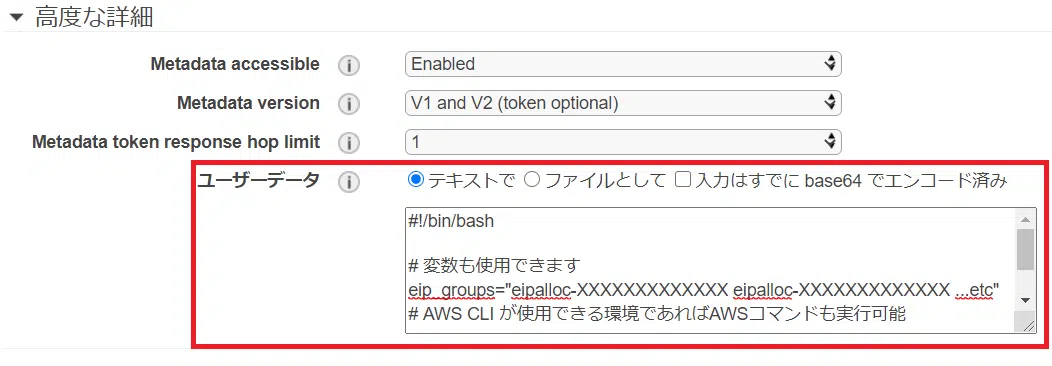 高度な詳細
Metadata accessible Enabled
Metadata version V1 and V2 (token optional)
Metadata token response hop limit 1
ユーザーデータ テキストで ファイルとして 入力はすでに base64 でエンコード済み
#!/bin/bash
# 変数も使用できます
eip_groups="eipalloc-XXXXXXXXXXXXX eipalloc-XXXXXXXXXXXXX ...etc"
# AWS CLI が使用できる環境であればAWSコマンドも実行可能